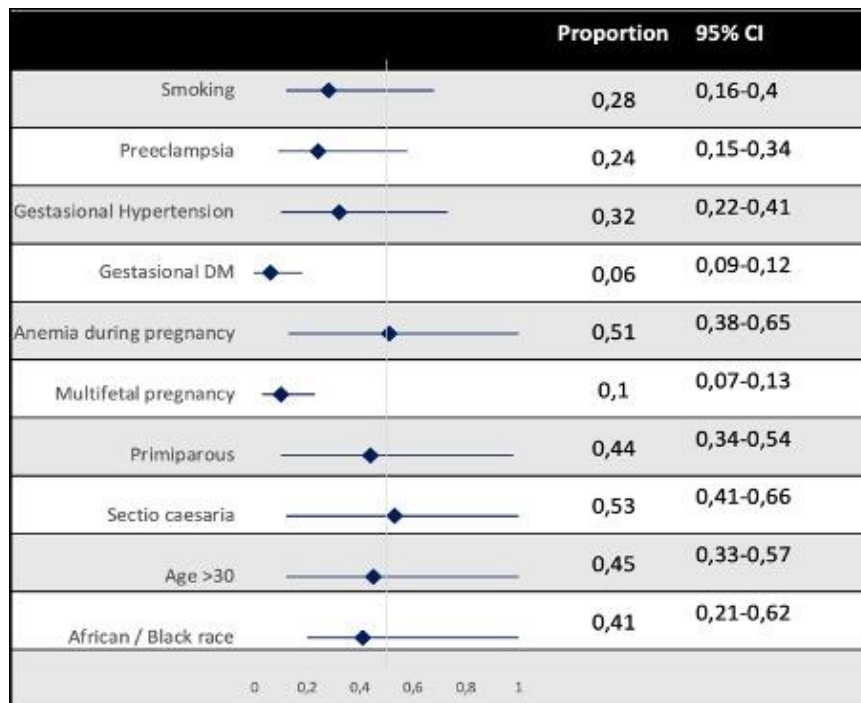 Proportion 95% CI
Smoking 0,28 0,16-0,4
Preeclampsia 0,24 0,15-0,34
Gestasional Hypertension 0,32 0,22-0,41
Gestasional DM 0,06 0,09-0,12
Anemia during pregnancy 0,51 0,38-0,65
Multifetal pregnancy 0,1 0,07-0,13
Primiparous 0,44 0,34-0,54
Sectio caesaria 0,53 0,41-0,66
Age >30 0,45 0,33-0,57
African / Black race 0,41 0,21-0,62
0 0,2 0,4 0,6 0,8 1